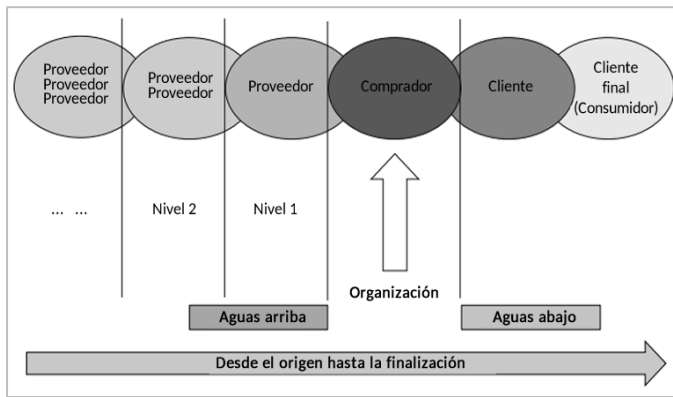 Proveedor
Proveedor
Proveedor
Proveedor
Proveedor
Proveedor
Comprador
Cliente
Cliente
final
(Consumidor)
... ...
Nivel 2
Nivel 1
Organización
Aguas arriba
Aguas abajo
Desde el origen hasta la finalización